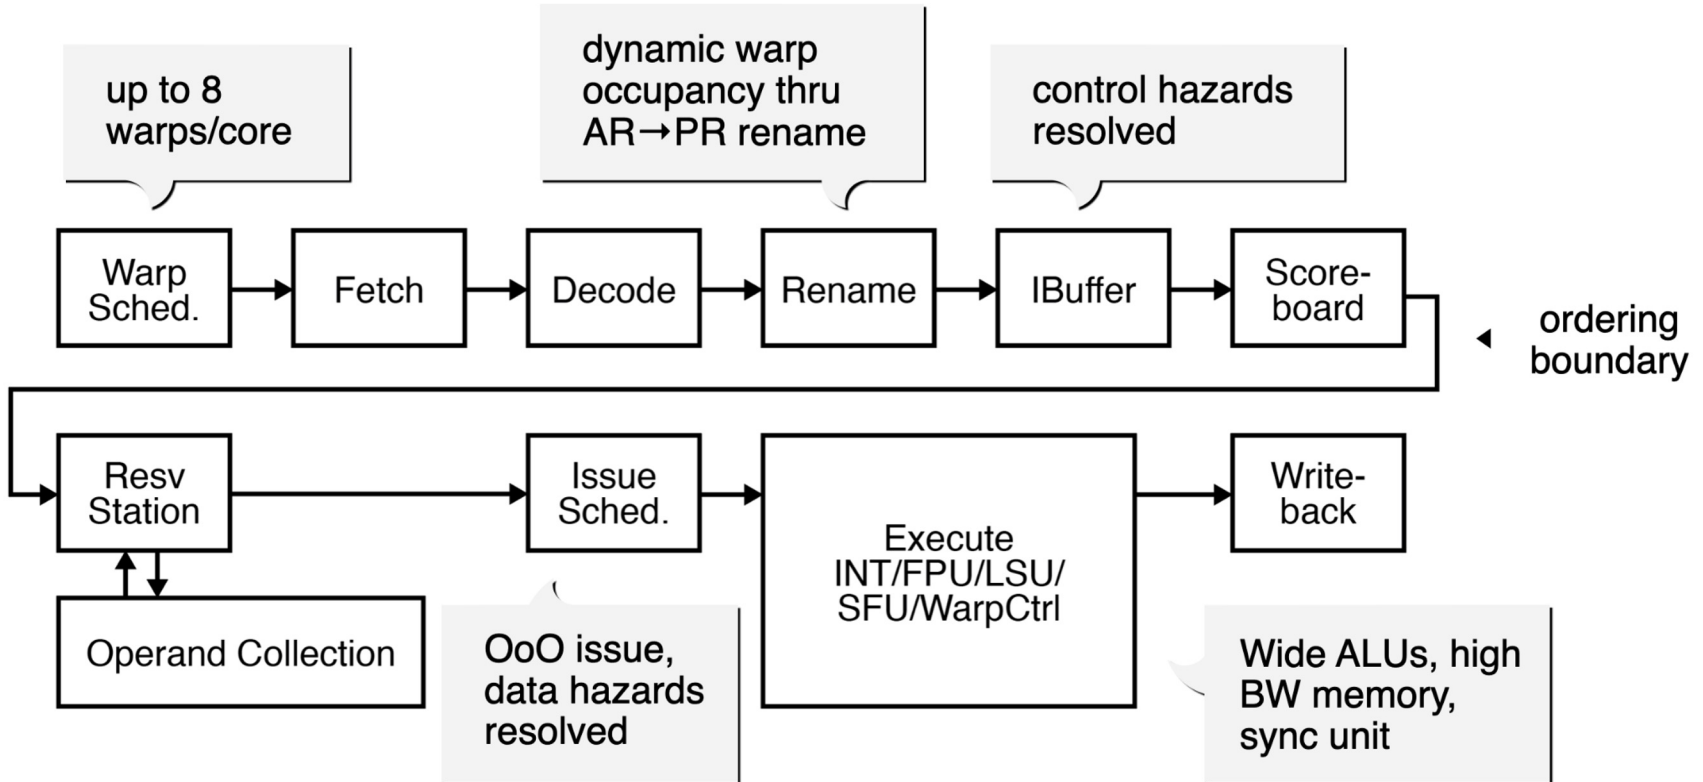 up to 8
warps/core
dynamic warp
occupancy thru
AR→PR rename
control hazards
resolved
Warp
Sched.
Fetch
Decode
Rename
IBuffer
Score-
board
ordering
boundary
Resv
Station
Issue
Sched.
Execute
INT/FPU/LSU/
SFU/WarpCtrl
Write-
back
Operand Collection
OoO issue,
data hazards
resolved
Wide ALUs, high
BW memory,
sync unit